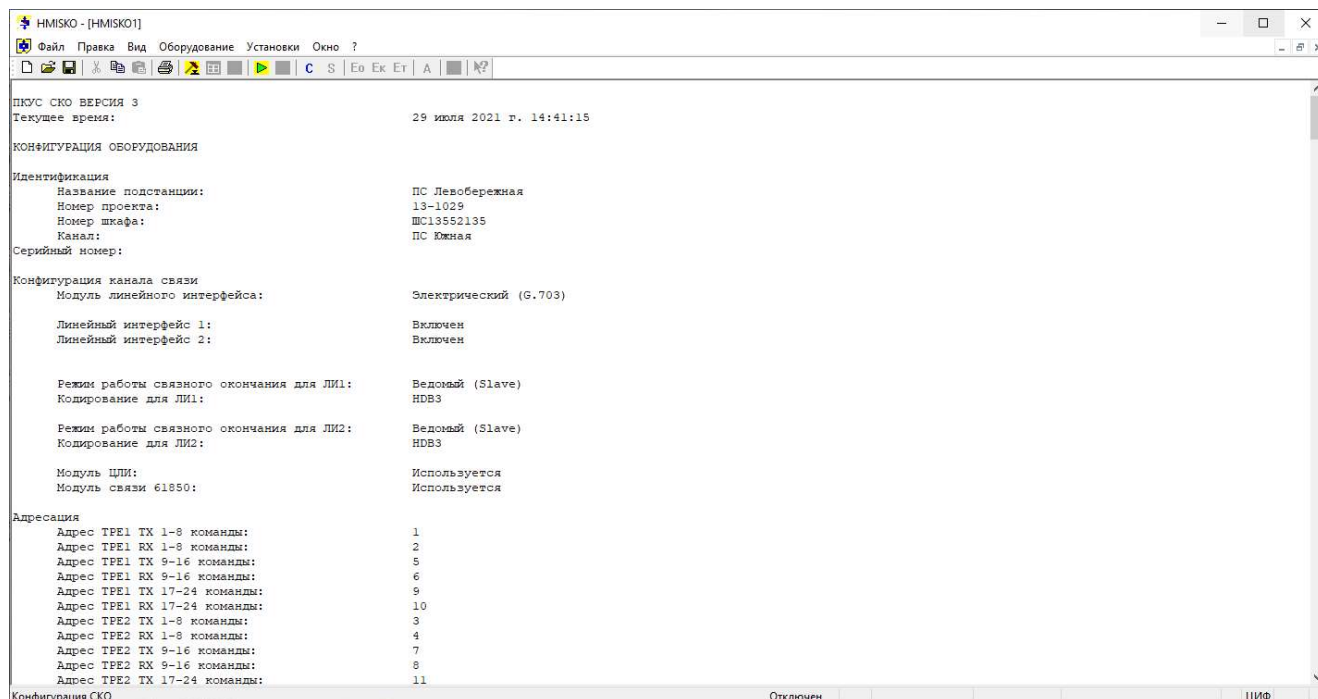 HMISKO - [HMISKO1]
Файл Правка Вид Оборудование Установки Окно ?
C S Eo Eк Eт A
ПКУС СКО ВЕРСИЯ 3
Текущее время: 29 июля 2021 г. 14:41:15
КОНФИГУРАЦИЯ ОБОРУДОВАНИЯ
Идентификация
Название подстанции: ПС Левобережная
Номер проекта: 13-1029
Номер шкафа: ШС13552135
Канал: ПС Южная
Серийный номер:
Конфигурация канала связи
Модуль линейного интерфейса: Электрический (G.703)
Линейный интерфейс 1: Включен
Линейный интерфейс 2: Включен
Режим работы связного окончания для ЛИ1: Ведомый (Slave)
Кодирование для ЛИ1: HDB3
Режим работы связного окончания для ЛИ2: Ведомый (Slave)
Кодирование для ЛИ2: HDB3
Модуль ЦЛИ: Используется
Модуль связи 61850: Используется
Адресация
Адрес TPE1 TX 1-8 команды: 1
Адрес TPE1 RX 1-8 команды: 2
Адрес TPE1 TX 9-16 команды: 5
Адрес TPE1 RX 9-16 команды: 6
Адрес TPE1 TX 17-24 команды: 9
Адрес TPE1 RX 17-24 команды: 10
Адрес TPE2 TX 1-8 команды: 3
Адрес TPE2 RX 1-8 команды: 4
Адрес TPE2 TX 9-16 команды: 7
Адрес TPE2 RX 9-16 команды: 8
Адрес TPE2 TX 17-24 команды: 11
Конфигурация СКО Отключен ЦИФ